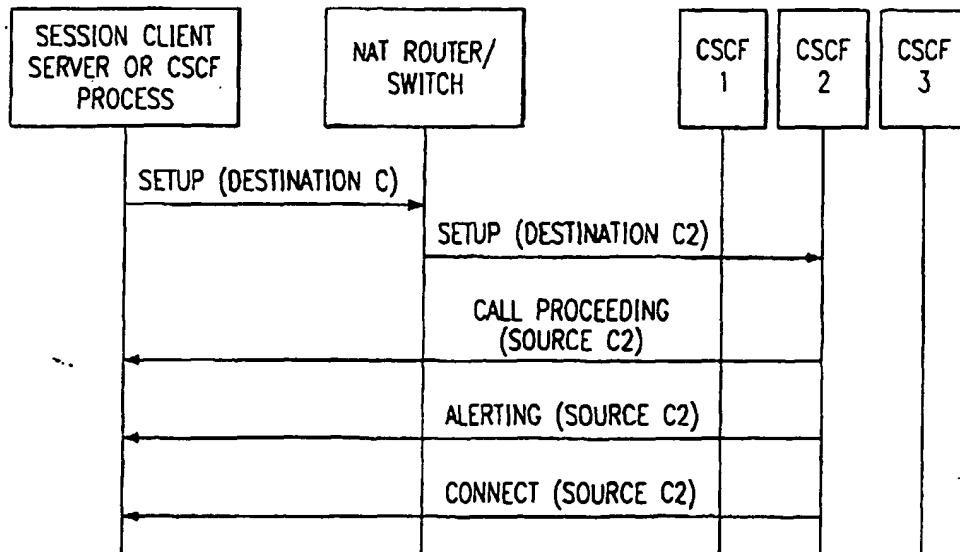 SESSION CLIENT
SERVER OR CSCF
PROCESS
NAT ROUTER/
SWITCH
CSCF
1
CSCF
2
CSCF
3
SETUP (DESTINATION C)
SETUP (DESTINATION C2)
CALL PROCEEDING
(SOURCE C2)
ALERTING (SOURCE C2)
CONNECT (SOURCE C2)